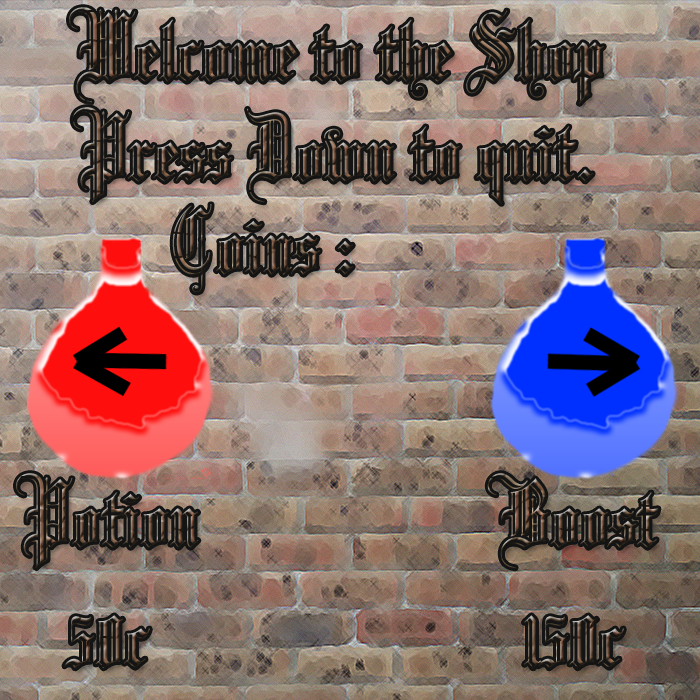 Welcome to the Shop
Press Down to quit.
Coins :
Potion
Boost
50c
150c